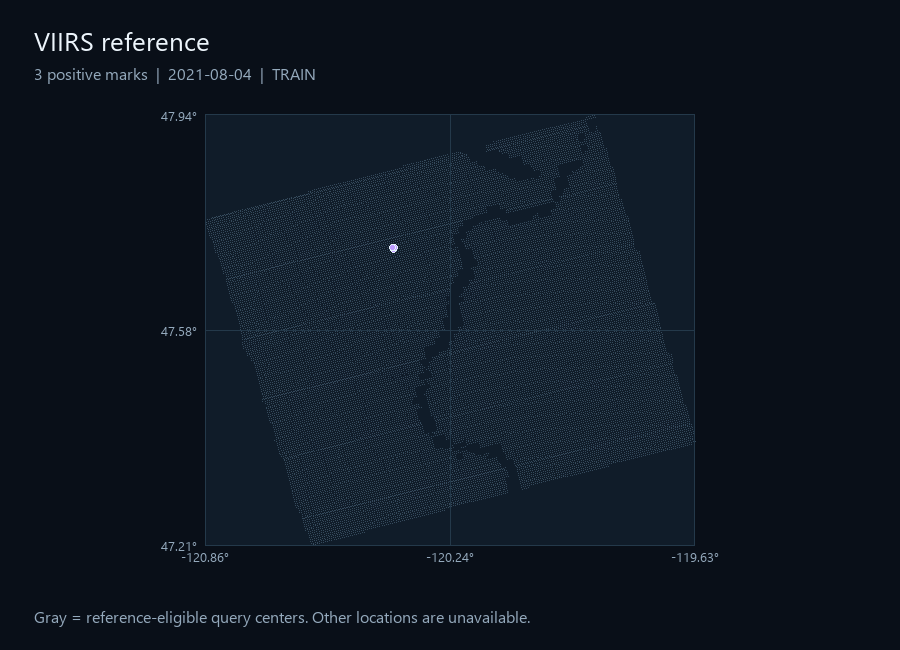 VIIRS reference
3 positive marks | 2021-08-04 | TRAIN
47.94°
47.58°
47.21°
-120.86° -120.24° -119.63°
Gray = reference-eligible query centers. Other locations are unavailable.